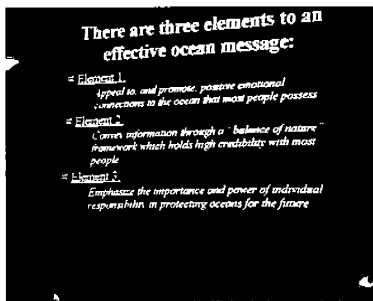 There are three elements to an
effective ocean message:
Element 1.
Appeal to, and promote, positive emotional
connections to the ocean that most people possess
Element 2.
Convey information through a "balance of nature"
framework which holds high credibility with most
people
Element 3.
Emphasize the importance and power of individual
responsibility in protecting oceans for the future